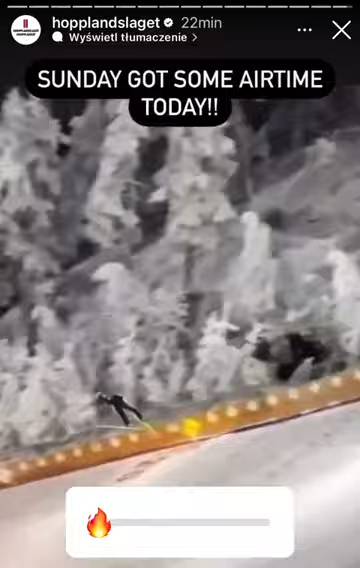 hopplandslaget 22min
Wyświetl tłumaczenie >
SUNDAY GOT SOME AIRTIME
TODAY!!